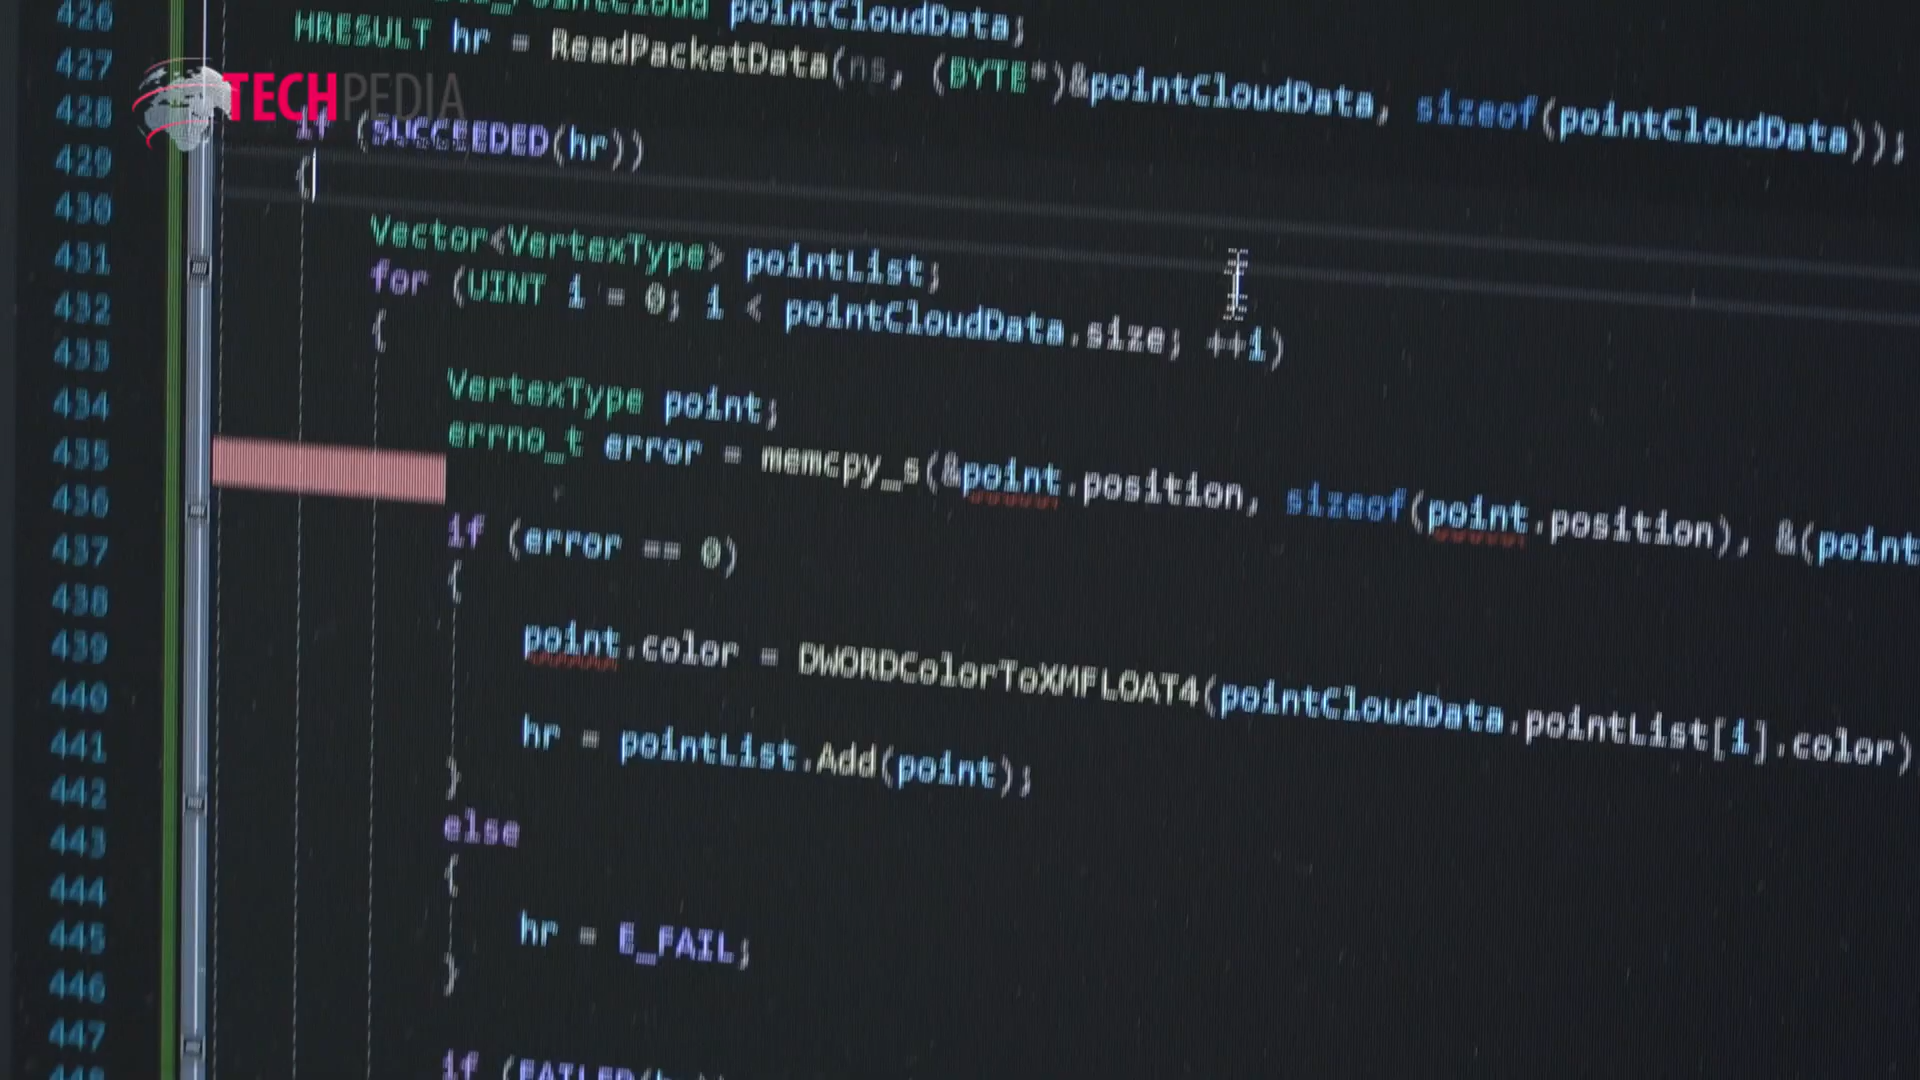 426 pointCloudData;
427 HRESULT hr = ReadPacketData(ns, (BYTE*)&pointCloudData, sizeof(pointCloudData));
TECHPEDIA
428 if (SUCCEEDED(hr))
429 {
430
431 Vector<VertexType> pointList;
432 for (UINT i = 0; i < pointCloudData.size; ++i)
433 {
434 VertexType point;
435 errno_t error = memcpy_s(&point.position, sizeof(point.position), &(point
436
437 if (error == 0)
438 {
439 point.color = DWORDColorToXMFLOAT4(pointCloudData.pointList[i].color)
440
441 hr = pointList.Add(point);
442 }
443 else
444 {
445 hr = E_FAIL;
446 }
447
448 if (FAILED(